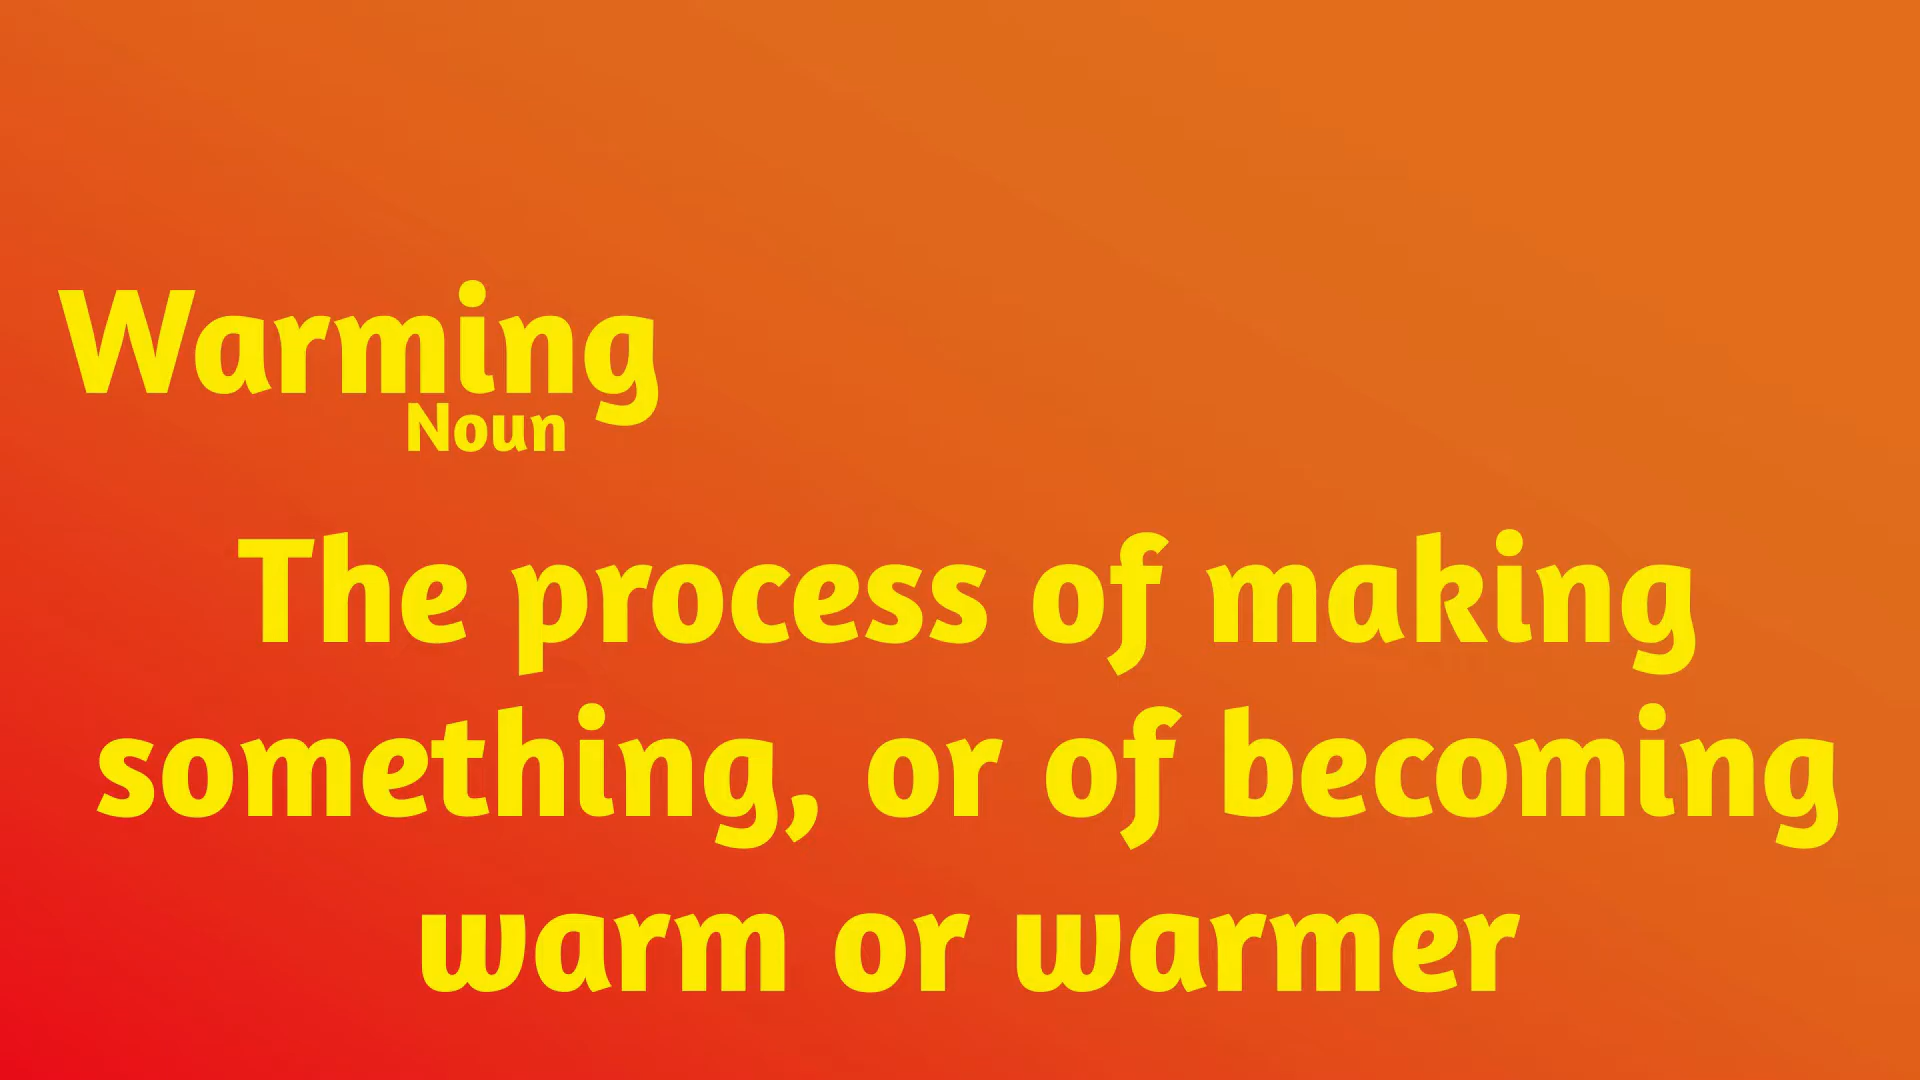 Warming
Noun
The process of making
something, or of becoming
warm or warmer